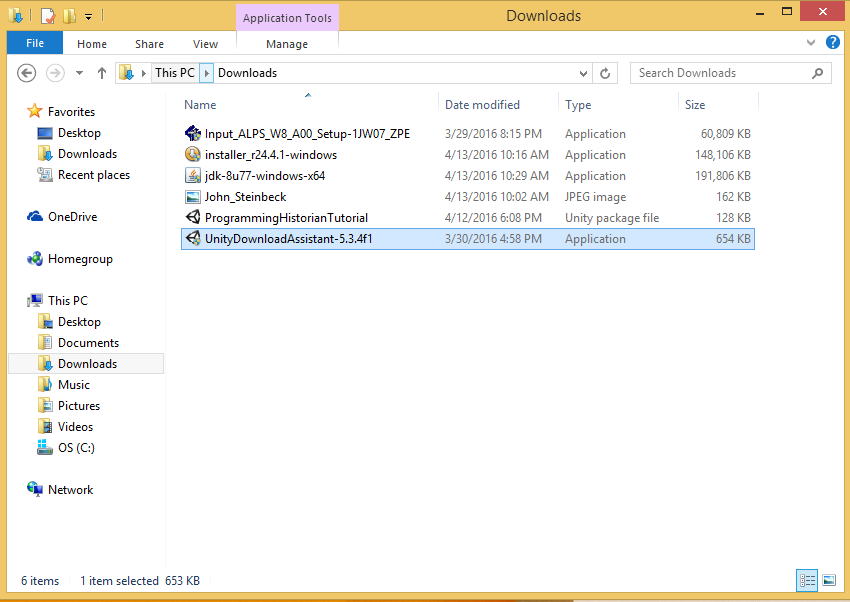 Application Tools
Downloads
File Home Share View Manage
This PC Downloads
Search Downloads
Name Date modified Type Size
Input_ALPS_W8_A00_Setup-1JW07_ZPE 3/29/2016 8:15 PM Application 60,809 KB
installer_r24.4.1-windows 4/13/2016 10:16 AM Application 148,106 KB
jdk-8u77-windows-x64 4/13/2016 10:29 AM Application 191,806 KB
John_Steinbeck 4/13/2016 10:02 AM JPEG image 162 KB
ProgrammingHistorianTutorial 4/12/2016 6:08 PM Unity package file 128 KB
UnityDownloadAssistant-5.3.4f1 3/30/2016 4:58 PM Application 654 KB
Favorites
Desktop
Downloads
Recent places
OneDrive
Homegroup
This PC
Desktop
Documents
Downloads
Music
Pictures
Videos
OS (C:)
Network
6 items 1 item selected 653 KB